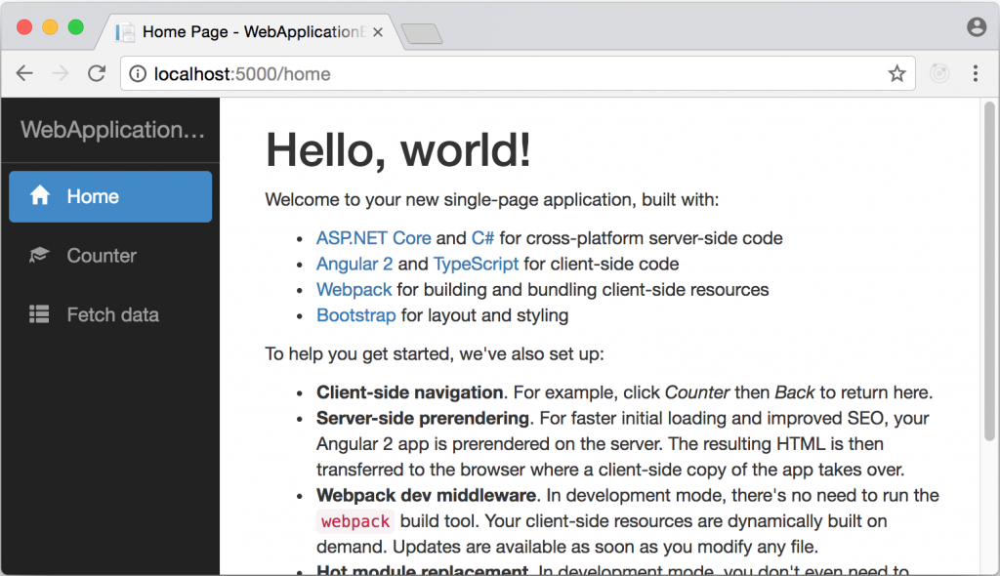 Home Page - WebApplication
localhost:5000/home
WebApplication...
Home
Counter
Fetch data
Hello, world!
Welcome to your new single-page application, built with:
• ASP.NET Core and C# for cross-platform server-side code
• Angular 2 and TypeScript for client-side code
• Webpack for building and bundling client-side resources
• Bootstrap for layout and styling
To help you get started, we've also set up:
• Client-side navigation. For example, click Counter then Back to return here.
• Server-side prerendering. For faster initial loading and improved SEO, your
Angular 2 app is prerendered on the server. The resulting HTML is then
transferred to the browser where a client-side copy of the app takes over.
• Webpack dev middleware. In development mode, there's no need to run the
webpack build tool. Your client-side resources are dynamically built on
demand. Updates are available as soon as you modify any file.
• Hot module replacement. In development mode, you don't even need to